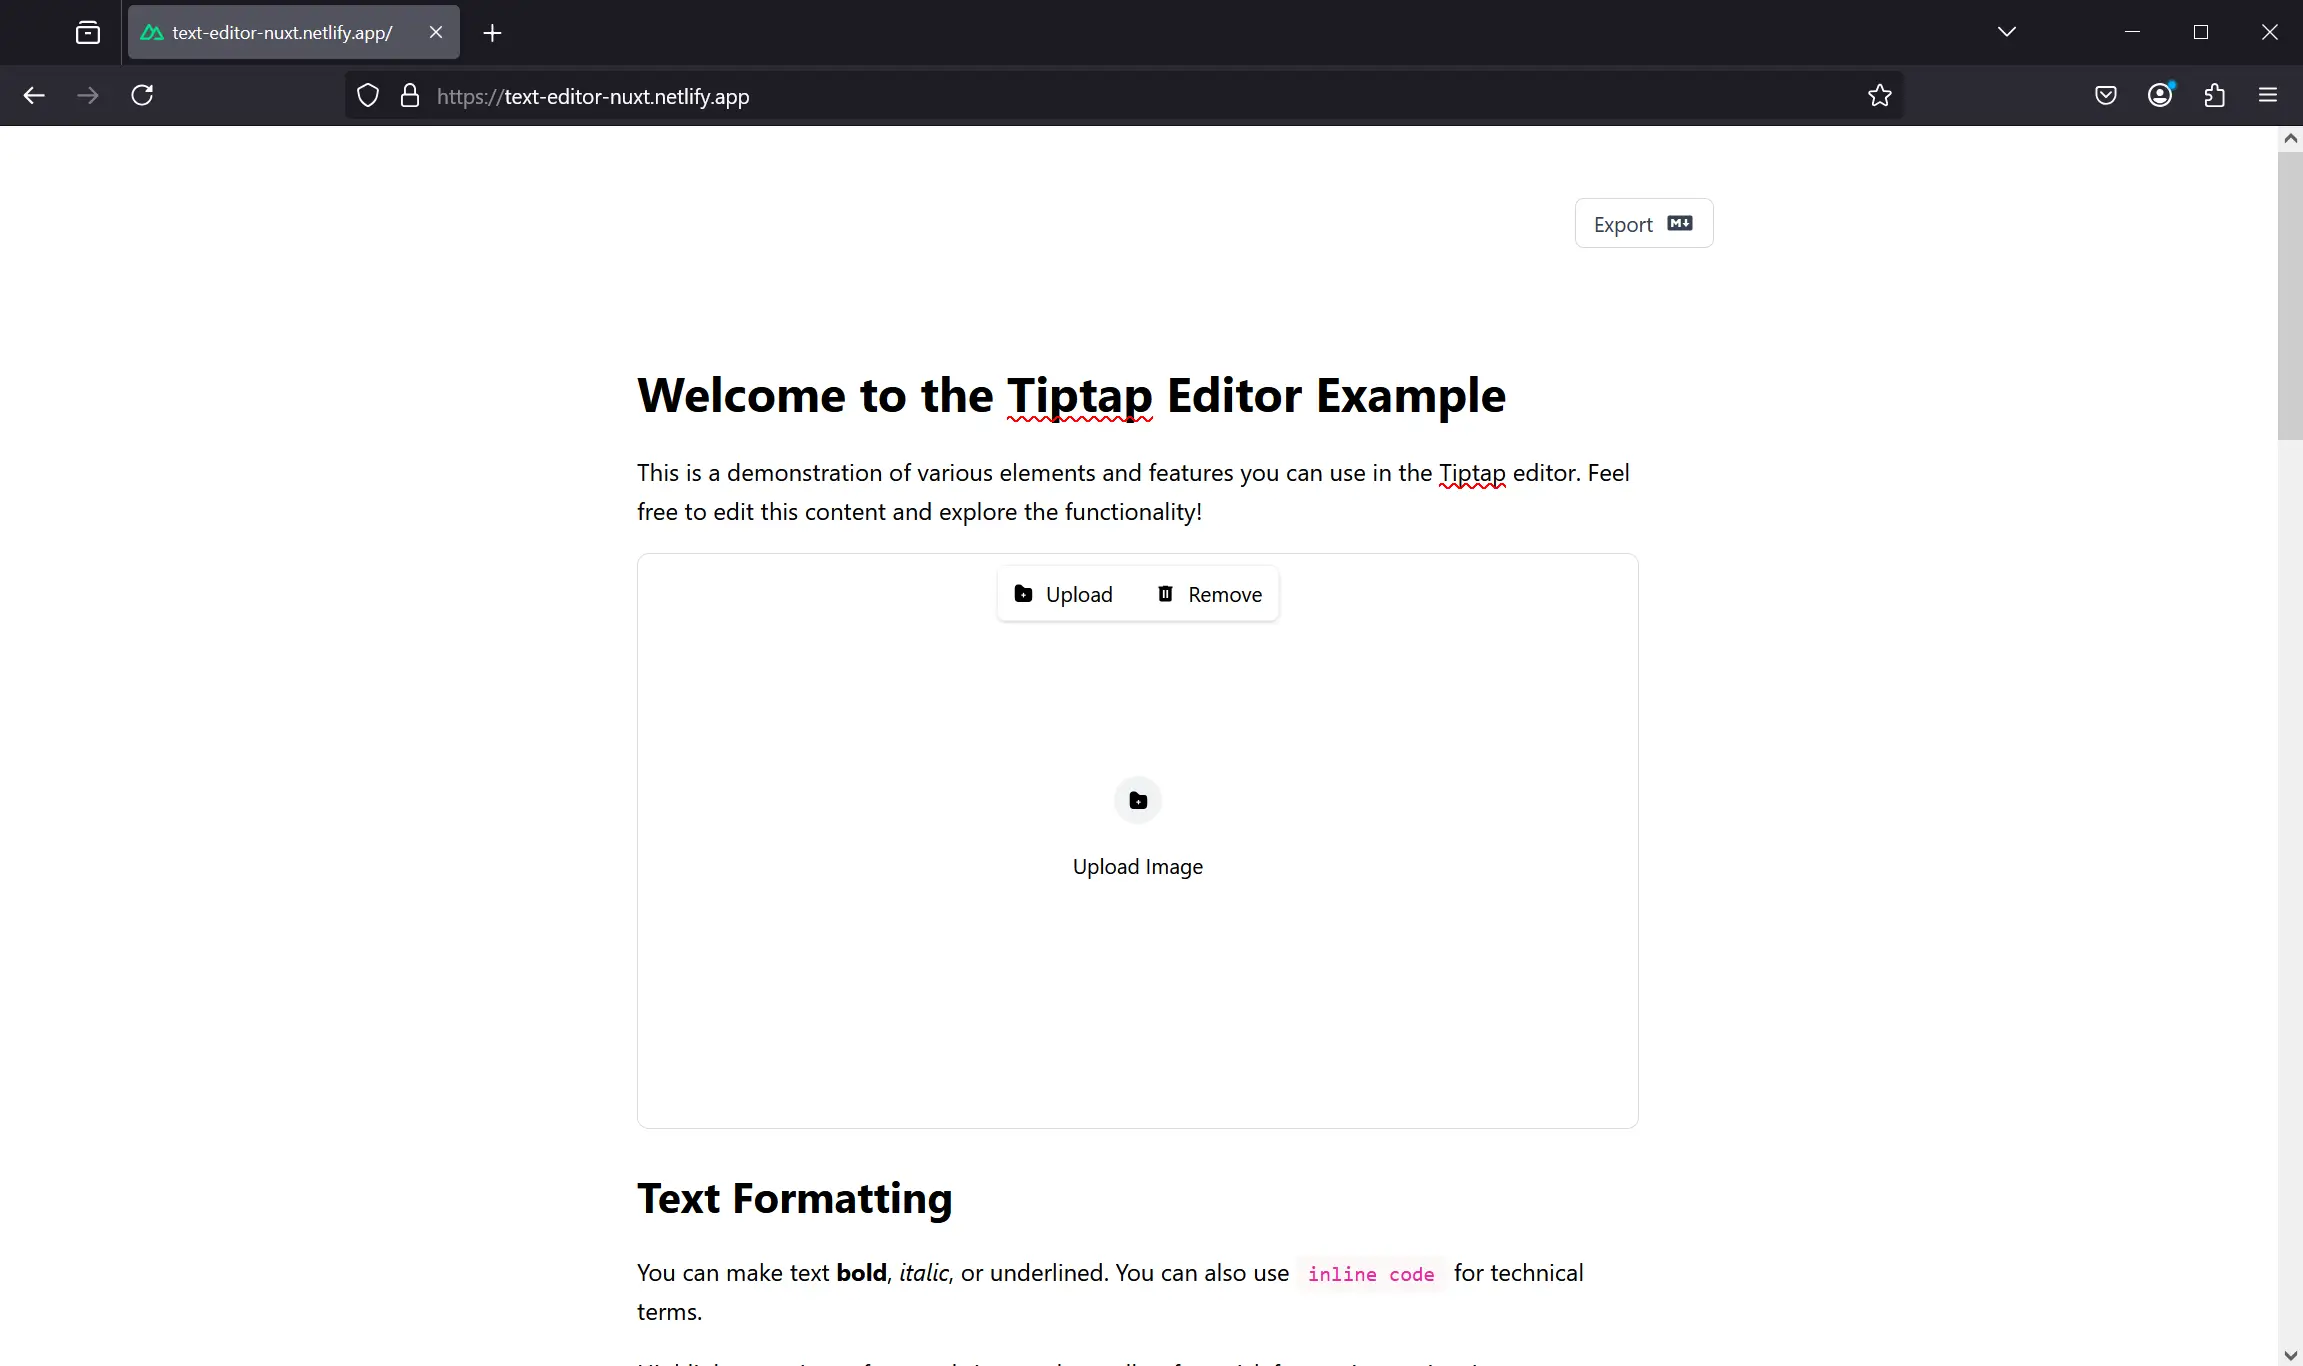 text-editor-nuxt.netlify.app/
https://text-editor-nuxt.netlify.app
Export
Welcome to the Tiptap Editor Example
This is a demonstration of various elements and features you can use in the Tiptap editor. Feel
free to edit this content and explore the functionality!
Upload Remove
Upload Image
Text Formatting
You can make text bold, italic, or underlined. You can also use inline code for technical
terms.